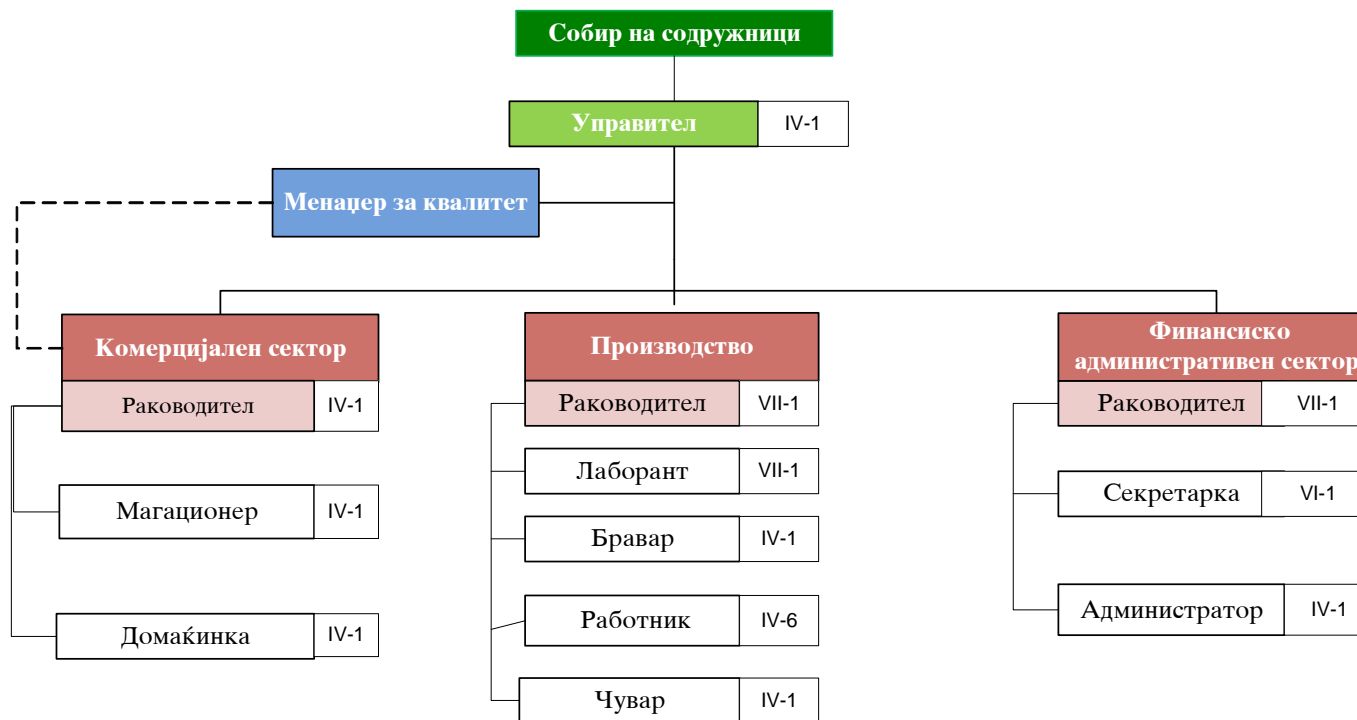 Собир на содружници
Управител IV-1
Менаџер за квалитет
Комерцијален сектор
Раководител IV-1
Магационер IV-1
Домаќинка IV-1
Производство
Раководител VII-1
Лаборант VII-1
Бравар IV-1
Работник IV-6
Чувар IV-1
Финансиско
административен сектор
Раководител VII-1
Секретарка VI-1
Администратор IV-1